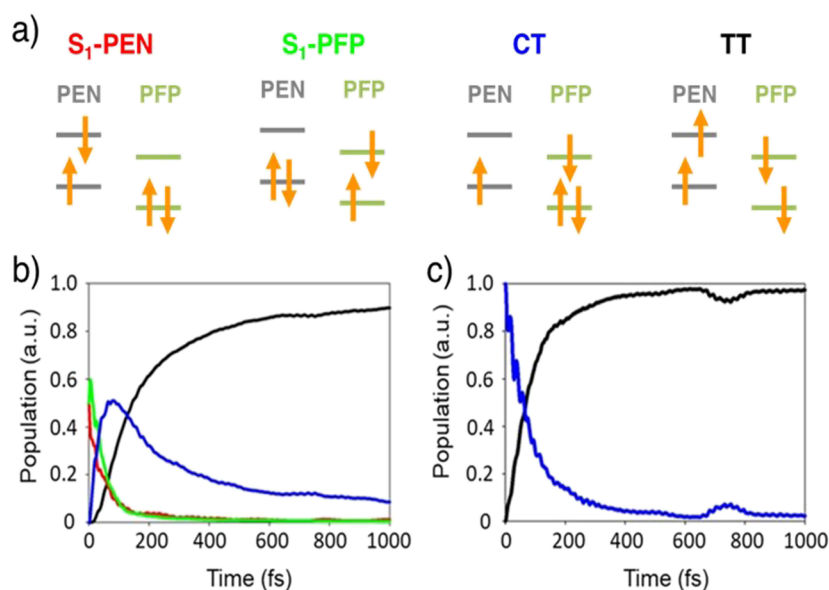 a)
S₁-PEN S₁-PFP CT TT
PEN PFP PEN PFP PEN PFP PEN PFP
b)
1.0
0.8
0.6
0.4
0.2
0
Population (a.u.)
0 200 400 600 800 1000
Time (fs)
c)
1.0
0.8
0.6
0.4
0.2
0
Population (a.u.)
0 200 400 600 800 1000
Time (fs)